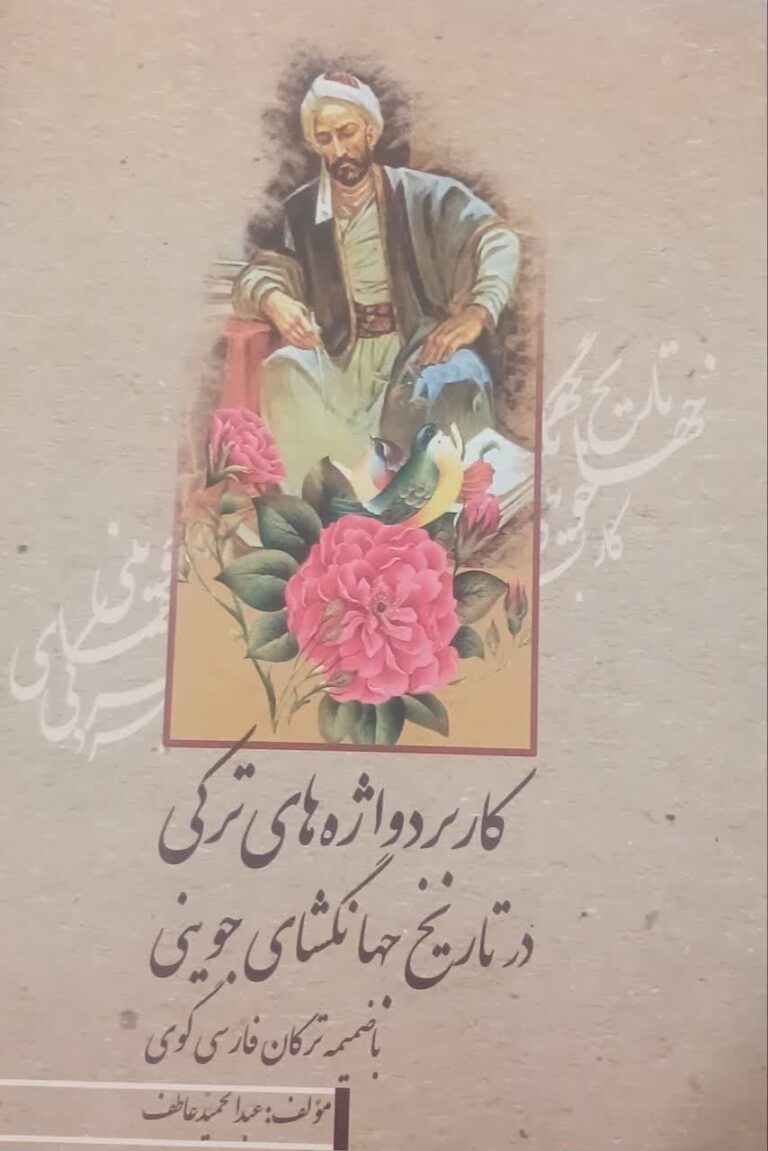 کاربرد واژه های ترکی
در تاریخ جهانگشای جوینی
با ضمیمه ترکان فارسی گوی
مؤلف: عبدالحمید عاطف